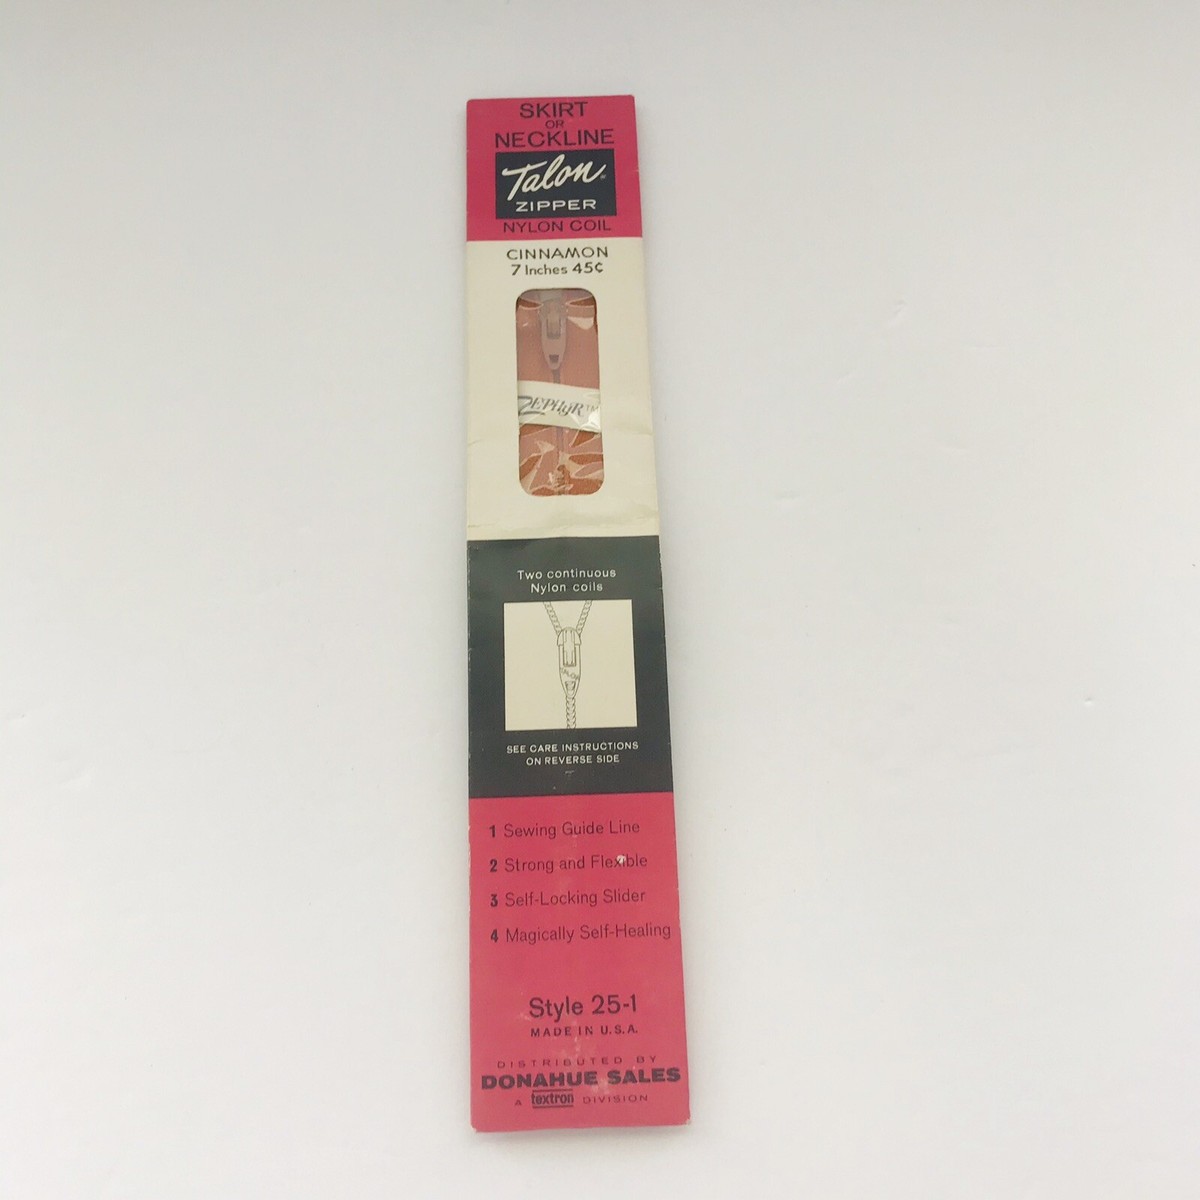 SKIRT
OR
NECKLINE
Talon
ZIPPER
NYLON COIL
CINNAMON
7 Inches 45¢
ZEPHYR™
Two continuous
Nylon coils
TALON
SEE CARE INSTRUCTIONS
ON REVERSE SIDE
1 Sewing Guide Line
2 Strong and Flexible
3 Self-Locking Slider
4 Magically Self-Healing
Style 25-1
MADE IN U.S.A.
DISTRIBUTED BY
DONAHUE SALES
A textron DIVISION